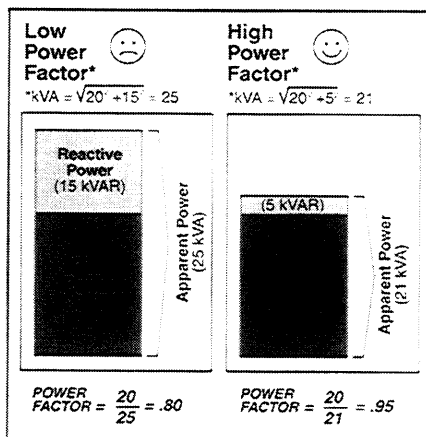 Low
Power
Factor*
*kVA = √20² +15² = 25
Reactive
Power
(15 kVAR)
Apparent Power
(25 kVA)
POWER
FACTOR = 20/25 = .80
High
Power
Factor*
*kVA = √20² +5² = 21
(5 kVAR)
Apparent Power
(21 kVA)
POWER
FACTOR = 20/21 = .95